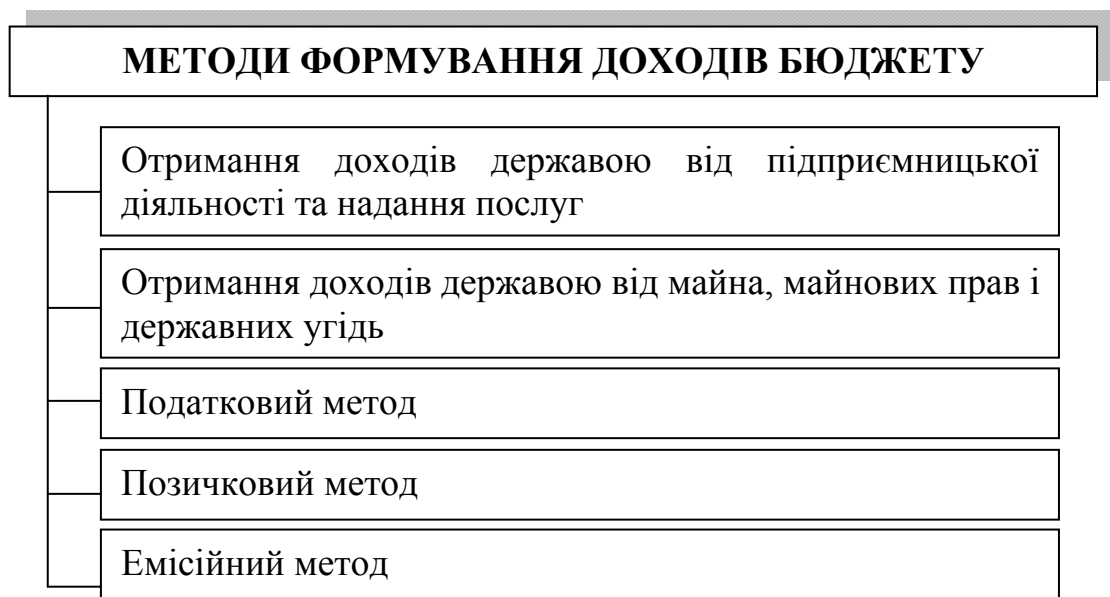 МЕТОДИ ФОРМУВАННЯ ДОХОДІВ БЮДЖЕТУ
Отримання доходів державою від підприємницької
діяльності та надання послуг
Отримання доходів державою від майна, майнових прав і
державних угідь
Податковий метод
Позичковий метод
Емісійний метод